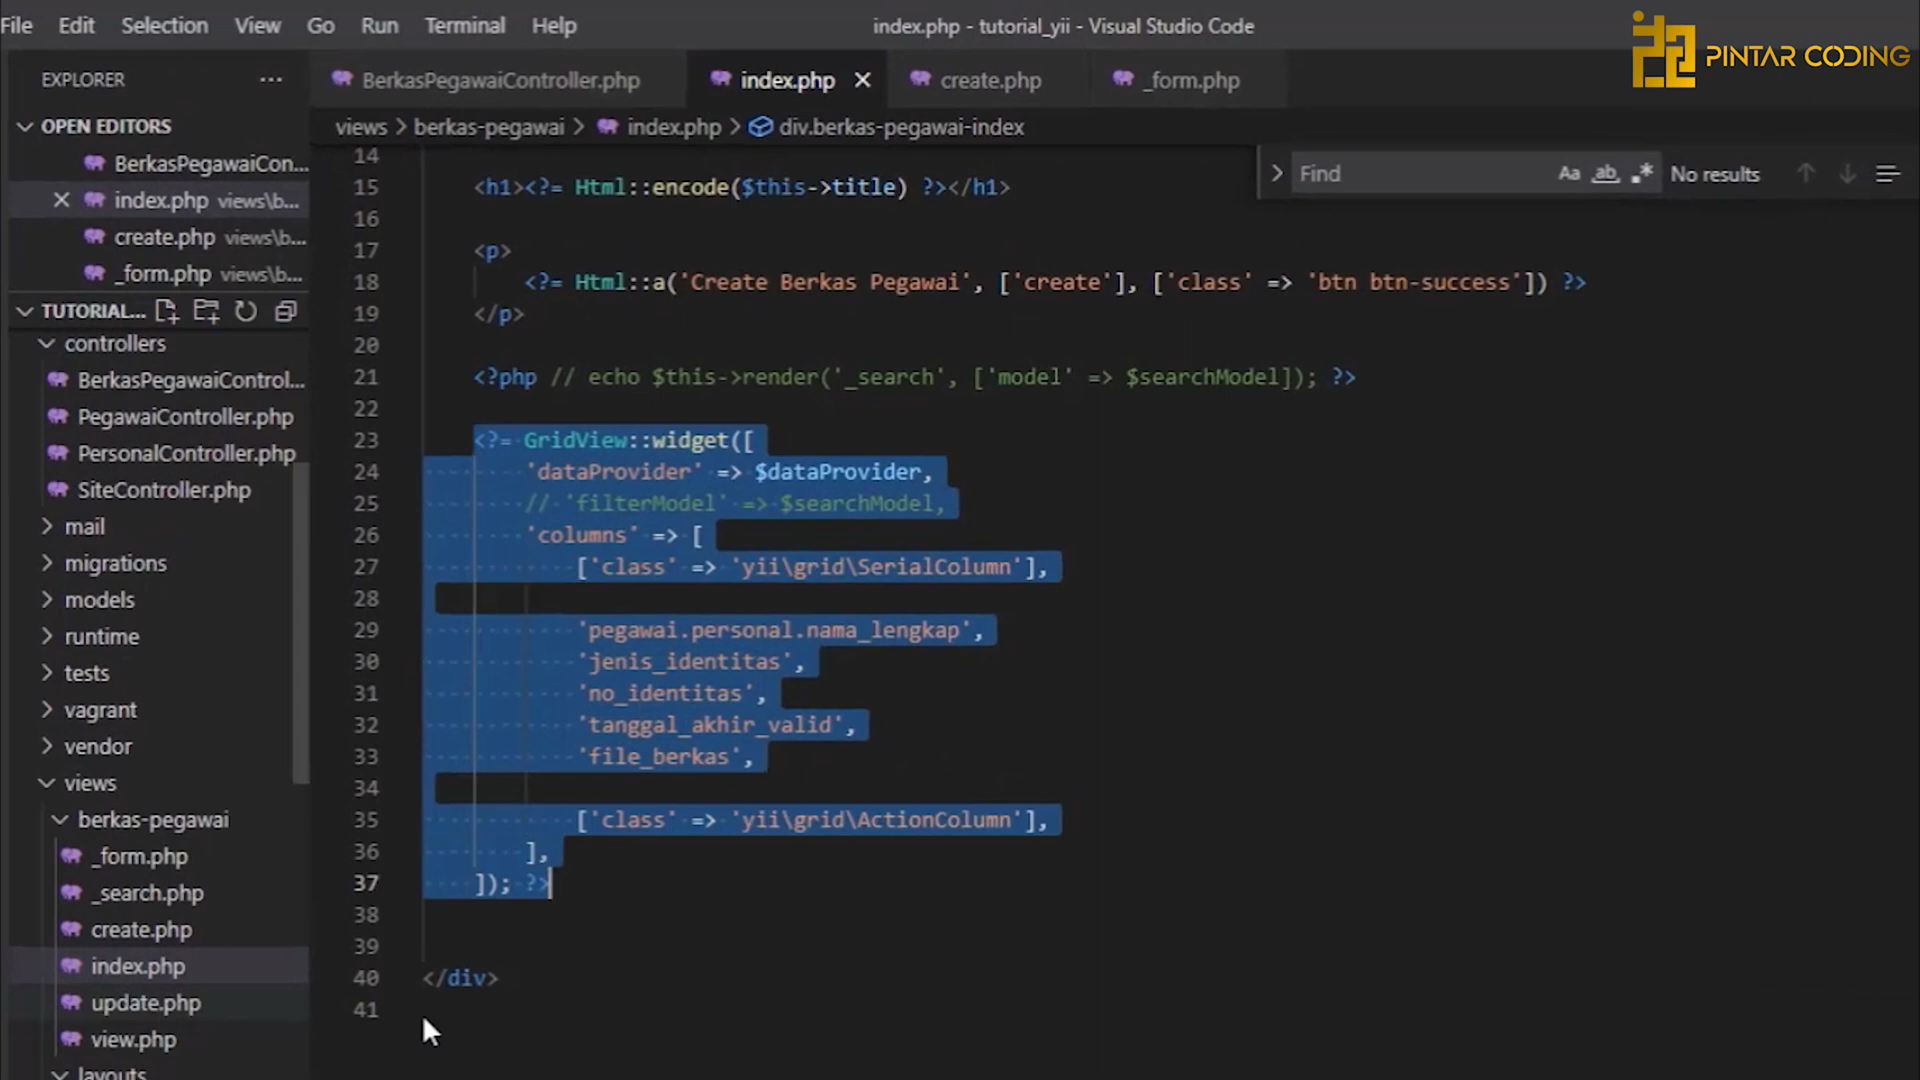 File Edit Selection View Go Run Terminal Help
index.php - tutorial_yii - Visual Studio Code
PINTAR CODING
EXPLORER ...
BerkasPegawaiController.php
index.php
create.php
_form.php
OPEN EDITORS
BerkasPegawaiCon...
index.php views\b...
create.php views\b...
_form.php views\b...
TUTORIAL...
controllers
BerkasPegawaiControl...
PegawaiController.php
PersonalController.php
SiteController.php
mail
migrations
models
runtime
tests
vagrant
vendor
views
berkas-pegawai
_form.php
_search.php
create.php
index.php
update.php
view.php
layouts
views > berkas-pegawai > index.php > div.berkas-pegawai-index
Find Aa ab .* No results
14
15 <h1><?= Html::encode($this->title) ?></h1>
16
17 <p>
18 <?= Html::a('Create Berkas Pegawai', ['create'], ['class' => 'btn btn-success']) ?>
19 </p>
20
21 <?php // echo $this->render('_search', ['model' => $searchModel]); ?>
22
23 <?= GridView::widget([
24 'dataProvider' => $dataProvider,
25 // 'filterModel' => $searchModel,
26 'columns' => [
27 ['class' => 'yii\grid\SerialColumn'],
28
29 'pegawai.personal.nama_lengkap',
30 'jenis_identitas',
31 'no_identitas',
32 'tanggal_akhir_valid',
33 'file_berkas',
34
35 ['class' => 'yii\grid\ActionColumn'],
36 ],
37 ]); ?>
38
39
40 </div>
41